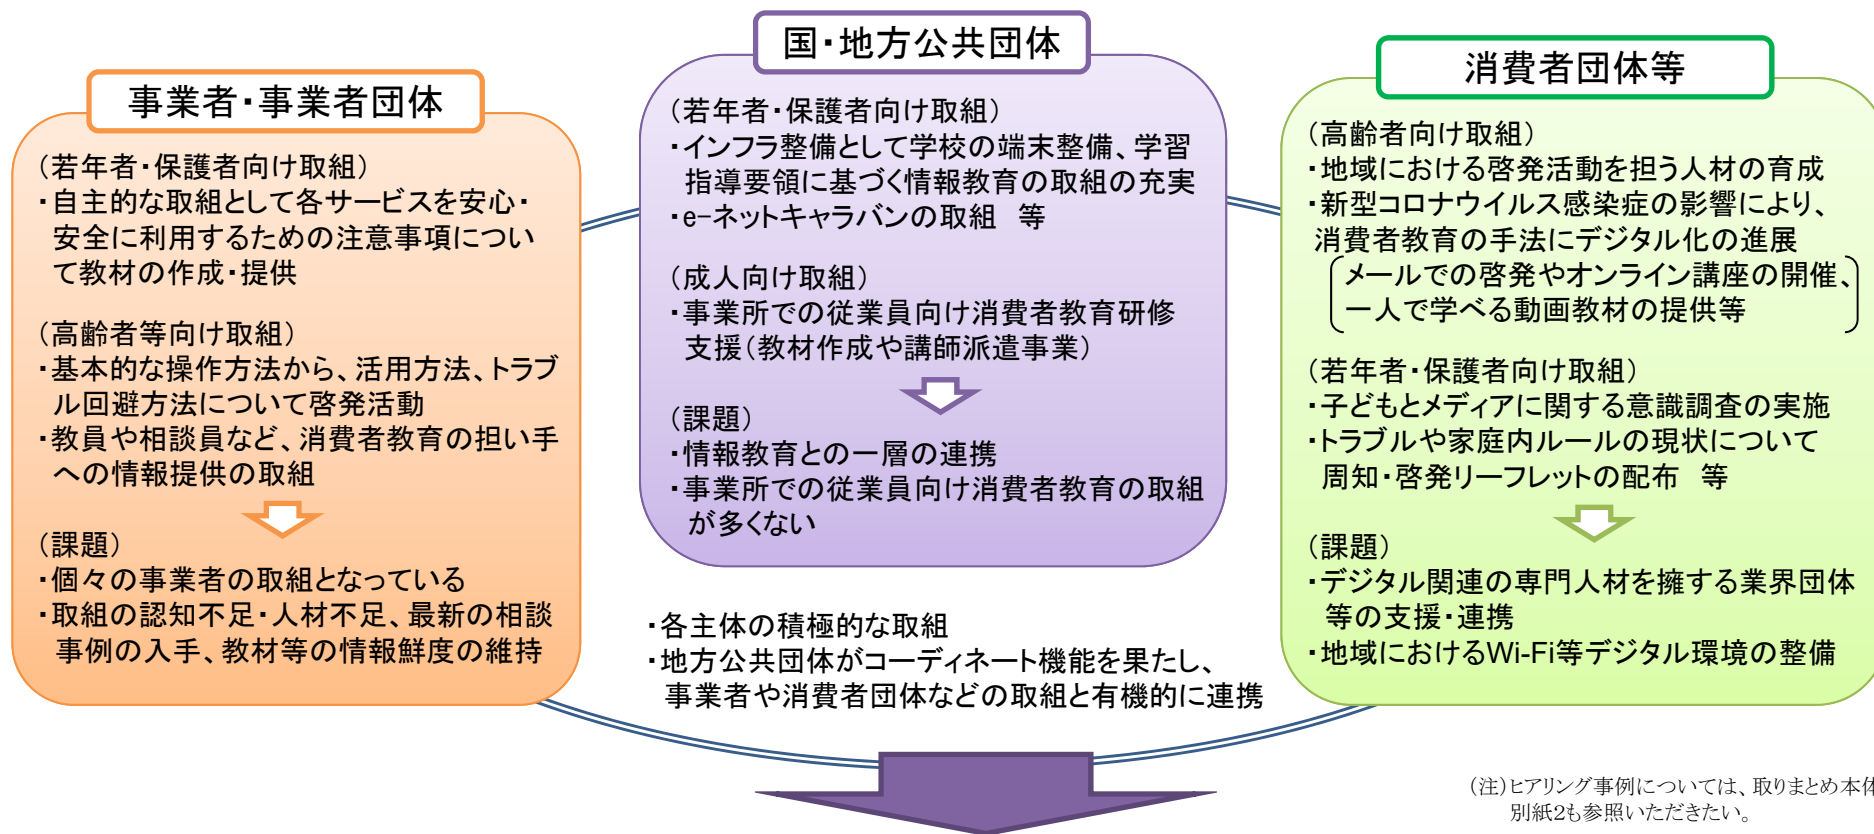 事業者・事業者団体
(若年者・保護者向け取組)
・自主的な取組として各サービスを安心・
安全に利用するための注意事項につい
て教材の作成・提供
(高齢者等向け取組)
・基本的な操作方法から、活用方法、トラブ
ル回避方法について啓発活動
・教員や相談員など、消費者教育の担い手
への情報提供の取組
(課題)
・個々の事業者の取組となっている
・取組の認知不足・人材不足、最新の相談
事例の入手、教材等の情報鮮度の維持
国・地方公共団体
(若年者・保護者向け取組)
・インフラ整備として学校の端末整備、学習
指導要領に基づく情報教育の取組の充実
・e-ネットキャラバンの取組 等
(成人向け取組)
・事業所での従業員向け消費者教育研修
支援(教材作成や講師派遣事業)
(課題)
・情報教育との一層の連携
・事業所での従業員向け消費者教育の取組
が多くない
消費者団体等
(高齢者向け取組)
・地域における啓発活動を担う人材の育成
・新型コロナウイルス感染症の影響により、
消費者教育の手法にデジタル化の進展
メールでの啓発やオンライン講座の開催、
一人で学べる動画教材の提供等
(若年者・保護者向け取組)
・子どもとメディアに関する意識調査の実施
・トラブルや家庭内ルールの現状について
周知・啓発リーフレットの配布 等
(課題)
・デジタル関連の専門人材を擁する業界団体
等の支援・連携
・地域におけるWi-Fi等デジタル環境の整備
・各主体の積極的な取組
・地方公共団体がコーディネート機能を果たし、
事業者や消費者団体などの取組と有機的に連携
(注)ヒアリング事例については、取りまとめ本体
別紙2も参照いただきたい。